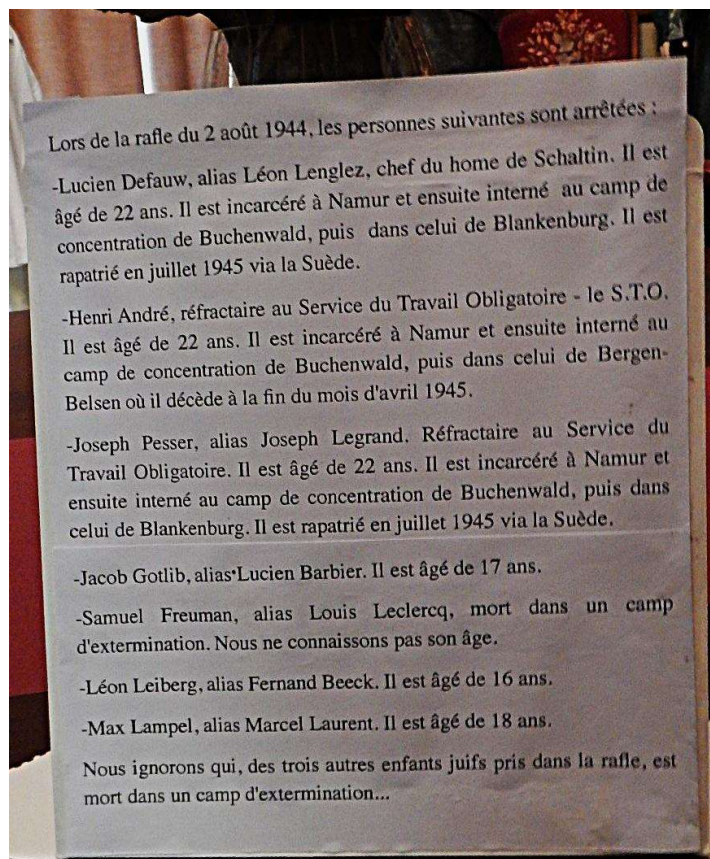 Lors de la rafle du 2 août 1944, les personnes suivantes sont arrêtées :
-Lucien Defauw, alias Léon Lenglez, chef du home de Schaltin. Il est
âgé de 22 ans. Il est incarcéré à Namur et ensuite interné au camp de
concentration de Buchenwald, puis dans celui de Blankenburg. Il est
rapatrié en juillet 1945 via la Suède.
-Henri André, réfractaire au Service du Travail Obligatoire - le S.T.O.
Il est âgé de 22 ans. Il est incarcéré à Namur et ensuite interné au
camp de concentration de Buchenwald, puis dans celui de Bergen-
Belsen où il décède à la fin du mois d'avril 1945.
-Joseph Pesser, alias Joseph Legrand. Réfractaire au Service du
Travail Obligatoire. Il est âgé de 22 ans. Il est incarcéré à Namur et
ensuite interné au camp de concentration de Buchenwald, puis dans
celui de Blankenburg. Il est rapatrié en juillet 1945 via la Suède.
-Jacob Gotlib, alias Lucien Barbier. Il est âgé de 17 ans.
-Samuel Freuman, alias Louis Leclercq, mort dans un camp
d'extermination. Nous ne connaissons pas son âge.
-Léon Leiberg, alias Fernand Beeck. Il est âgé de 16 ans.
-Max Lampel, alias Marcel Laurent. Il est âgé de 18 ans.
Nous ignorons qui, des trois autres enfants juifs pris dans la rafle, est
mort dans un camp d'extermination...